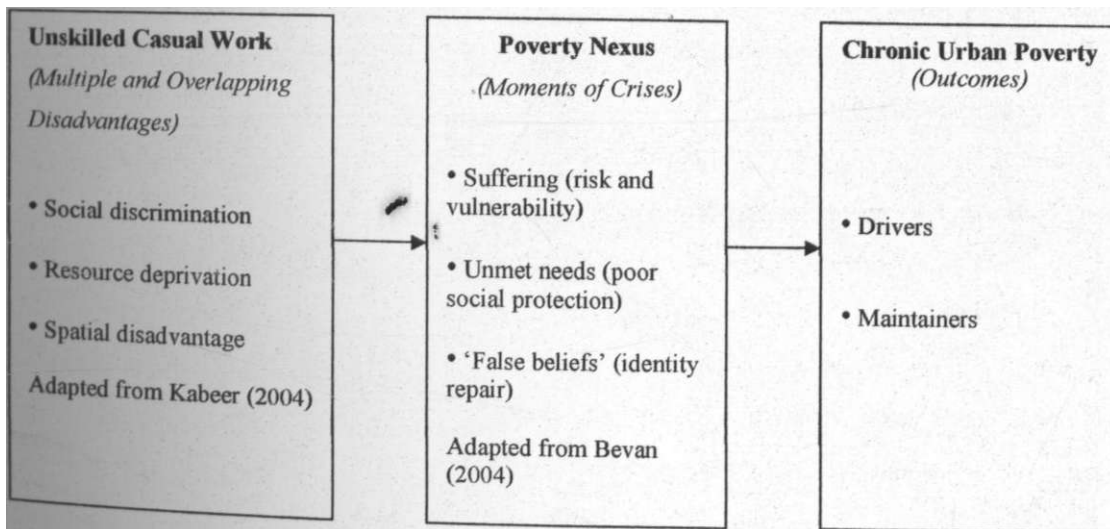 Unskilled Casual Work
(Multiple and Overlapping
Disadvantages)
• Social discrimination
• Resource deprivation
• Spatial disadvantage
Adapted from Kabeer (2004)
Poverty Nexus
(Moments of Crises)
• Suffering (risk and
vulnerability)
• Unmet needs (poor
social protection)
• ‘False beliefs’ (identity
repair)
Adapted from Bevan
(2004)
Chronic Urban Poverty
(Outcomes)
• Drivers
• Maintainers